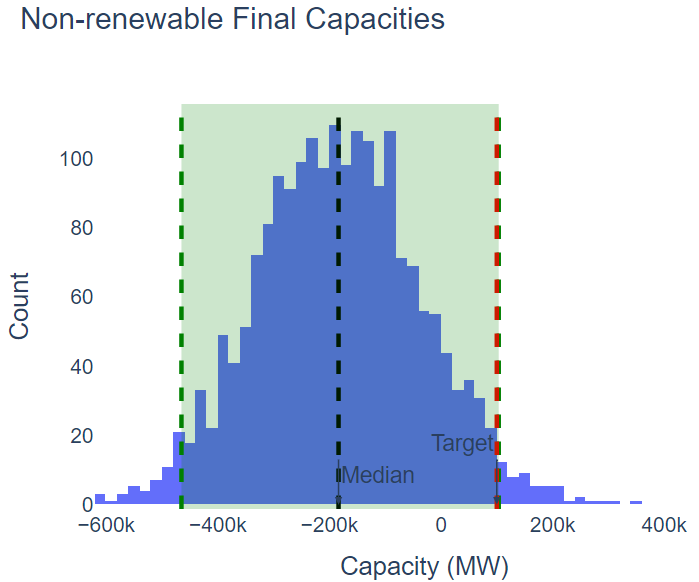 Non-renewable Final Capacities
100
80
60
40
20
0
Count
Target
Median
−600k −400k −200k 0 200k 400k
Capacity (MW)